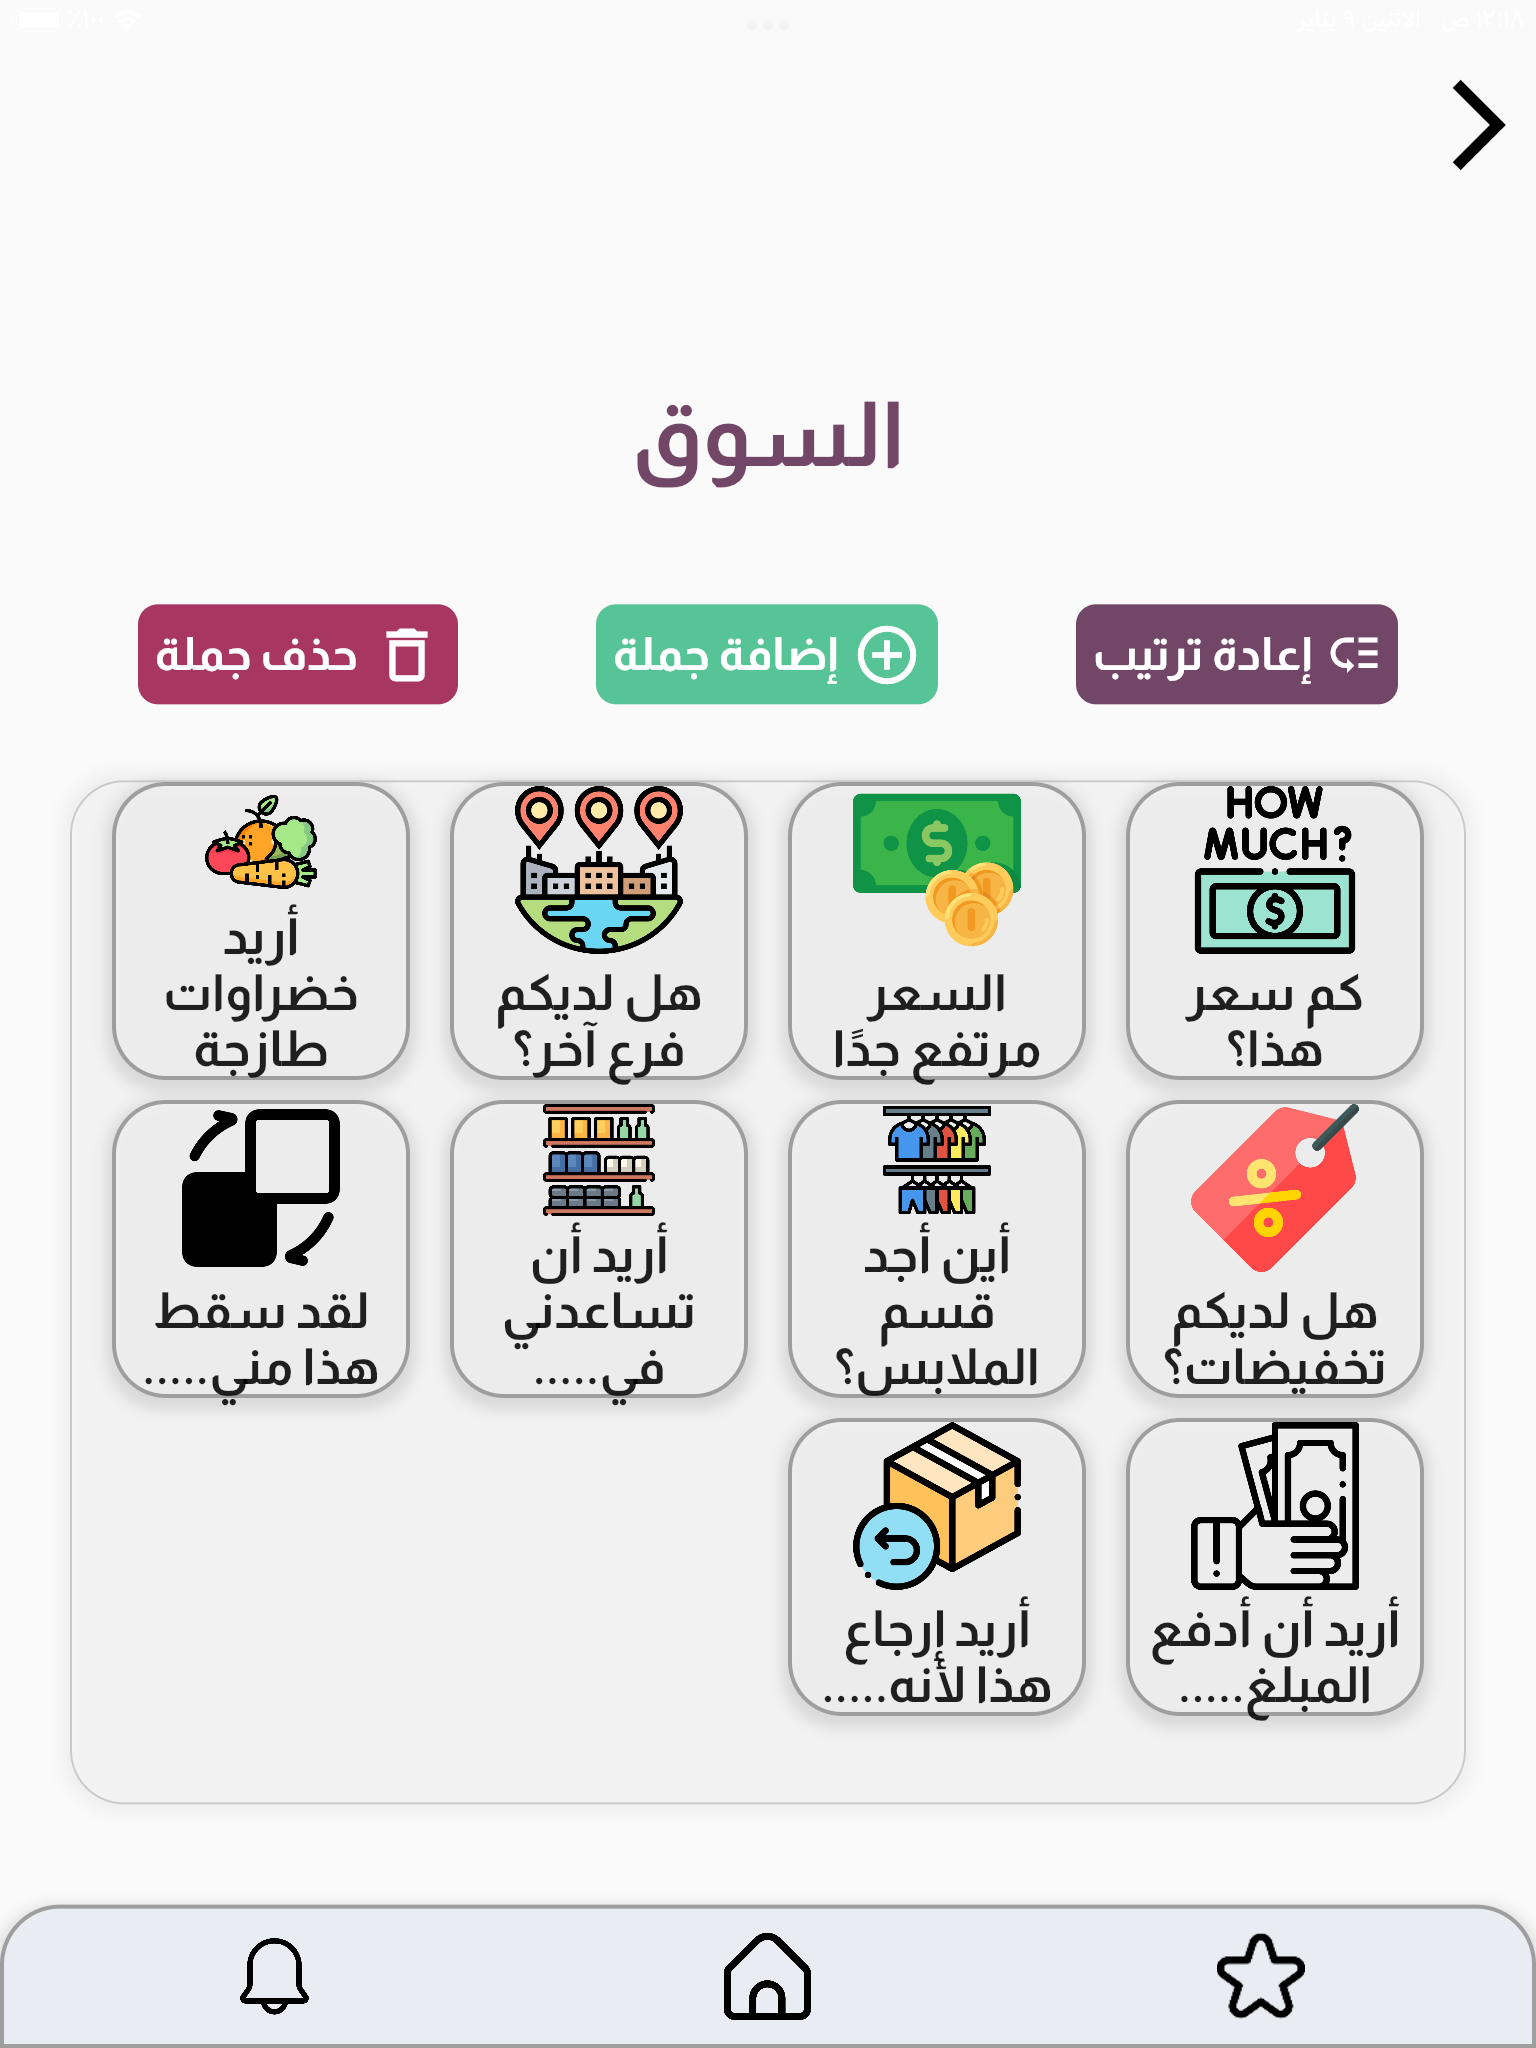 ١٢:١٨ ص الاثنين ٩ يناير
٪١٠٠
السوق
إعادة ترتيب
إضافة جملة
حذف جملة
HOW
MUCH?
كم سعر
هذا؟
السعر
مرتفع جدًا
هل لديكم
فرع آخر؟
أريد
خضراوات
طازجة
هل لديكم
تخفيضات؟
أين أجد
قسم
الملابس؟
أريد أن
تساعدني
في.....
لقد سقط
هذا مني.....
أريد أن أدفع
المبلغ.....
أريد إرجاع
هذا لأنه.....